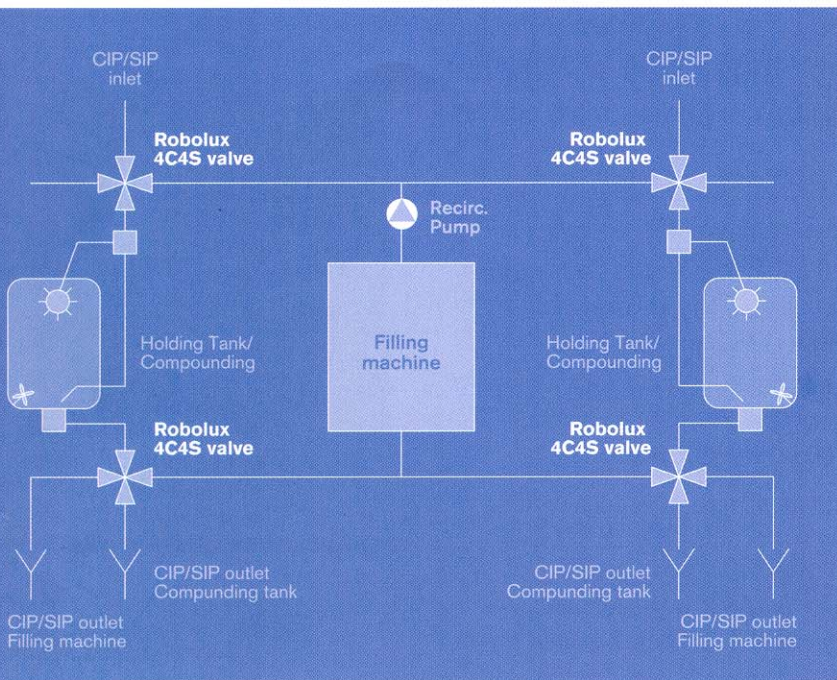 CIP/SIP
inlet
CIP/SIP
inlet
Robolux
4C4S valve
Robolux
4C4S valve
Recirc.
Pump
Holding Tank/
Compounding
Filling
machine
Holding Tank/
Compounding
Robolux
4C4S valve
Robolux
4C4S valve
CIP/SIP outlet
Compunding tank
CIP/SIP outlet
Compunding tank
CIP/SIP outlet
Filling machine
CIP/SIP outlet
Filling machine